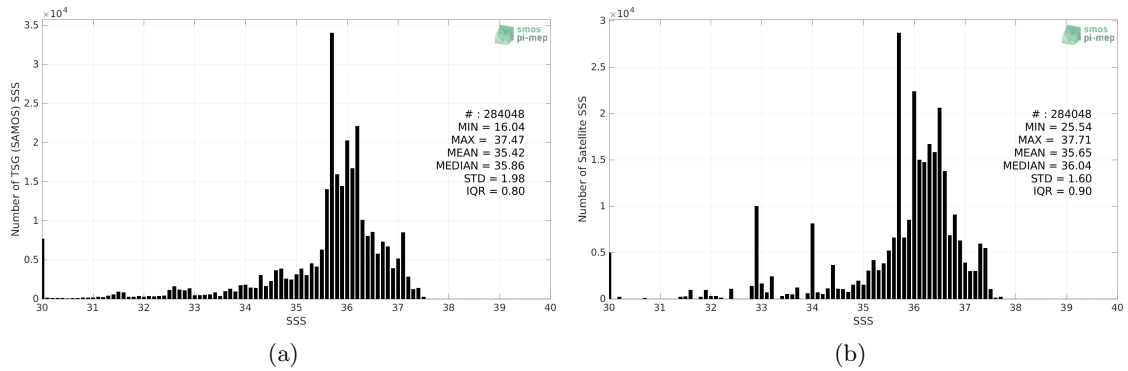 ×10⁴
3.5
3
2.5
2
1.5
1
0.5
0
Number of TSG (SAMOS) SSS
30 31 32 33 34 35 36 37 38 39 40
SSS
smos
pi-mep
# : 284048
MIN = 16.04
MAX = 37.47
MEAN = 35.42
MEDIAN = 35.86
STD = 1.98
IQR = 0.80
(a)
×10⁴
3
2.5
2
1.5
1
0.5
0
Number of Satellite SSS
30 31 32 33 34 35 36 37 38 39 40
SSS
smos
pi-mep
# : 284048
MIN = 25.54
MAX = 37.71
MEAN = 35.65
MEDIAN = 36.04
STD = 1.60
IQR = 0.90
(b)